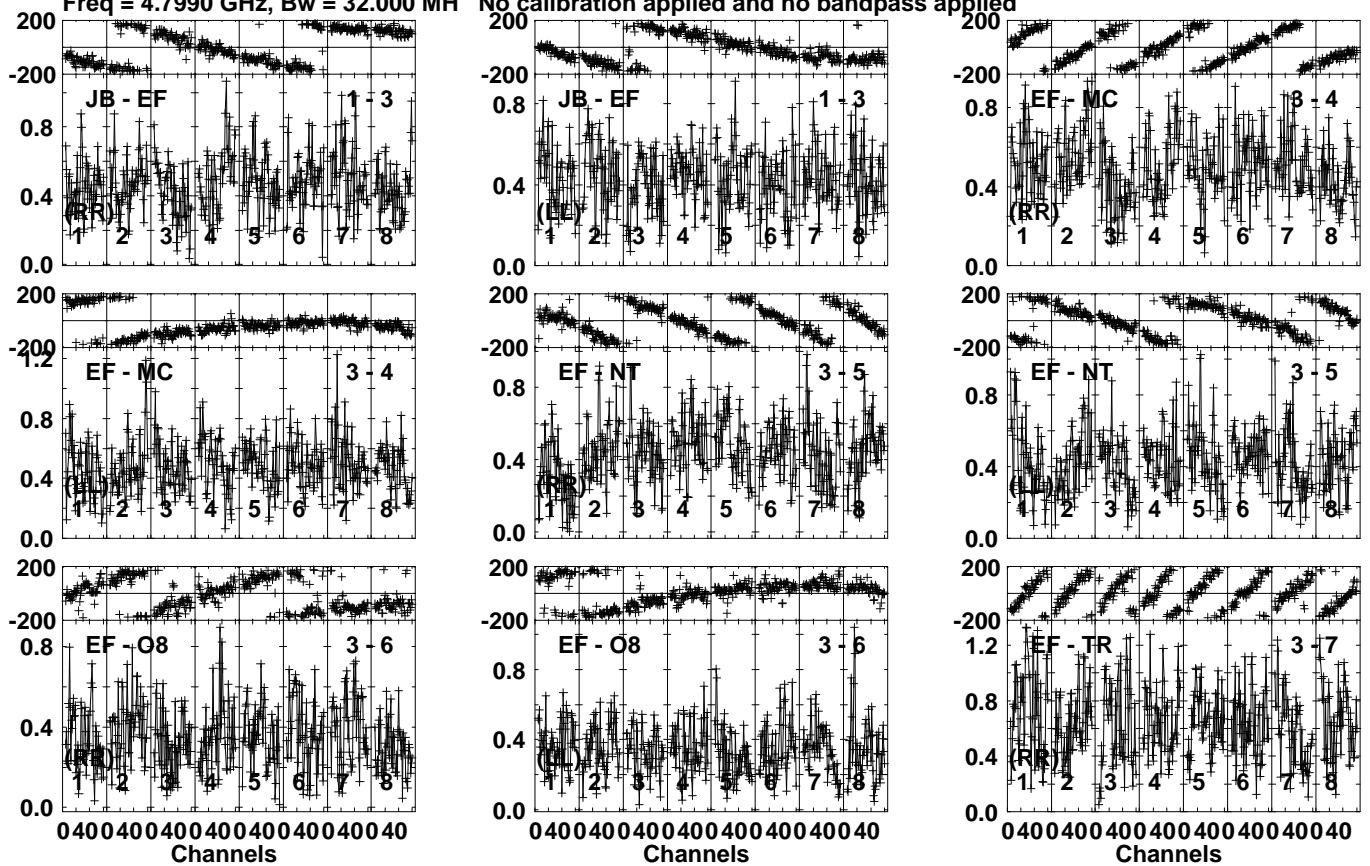 Freq = 4.7990 GHz, Bw = 32.000 MH No calibration applied and no bandpass applied
200 200 200
-200 -200 -200
JB - EF 1 - 3 JB - EF 1 - 3 EF - MC 3 - 4
0.8 0.8 0.8
0.4 0.4 0.4
(RR) (LL) (RR)
1 2 3 4 5 6 7 8 1 2 3 4 5 6 7 8 1 2 3 4 5 6 7 8
0.0 0.0 0.0
200 200 200
-200 -200 -200
1.2
EF - MC 3 - 4 EF - NT 3 - 5 EF - NT 3 - 5
0.8 0.8 0.8
0.4 0.4 0.4
(LL) (RR) (LL)
1 2 3 4 5 6 7 8 1 2 3 4 5 6 7 8 1 2 3 4 5 6 7 8
0.0 0.0 0.0
200 200 200
-200 -200 -200
EF - O8 3 - 6 EF - O8 3 - 6 EF - TR 3 - 7
0.8 0.8 1.2
0.8
0.4 0.4 0.4
(RR) (LL) (RR)
1 2 3 4 5 6 7 8 1 2 3 4 5 6 7 8 1 2 3 4 5 6 7 8
0.0 0.0 0.0
0 40 0 40 0 40 0 40 0 40 0 40 0 40 0 40 0 40 0 40 0 40 0 40 0 40 0 40 0 40 0 40 0 40 0 40 0 40 0 40 0 40 0 40 0 40 0 40
Channels Channels Channels